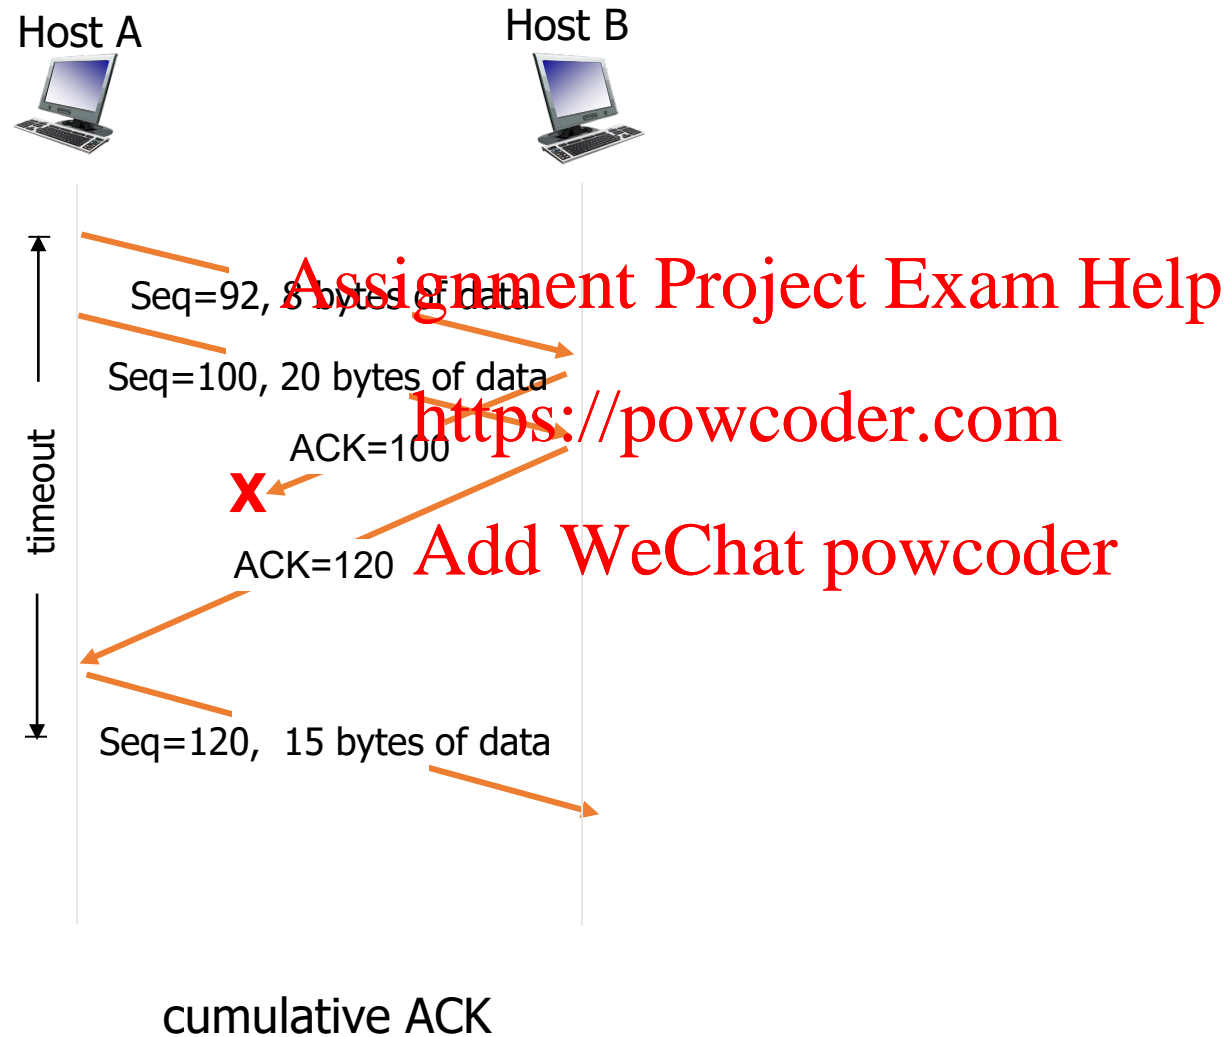 Host A
Host B
Seq=92, 8 bytes of data
Assignment Project Exam Help
Seq=100, 20 bytes of data
https://powcoder.com
ACK=100
X
timeout
ACK=120
Add WeChat powcoder
Seq=120, 15 bytes of data
cumulative ACK